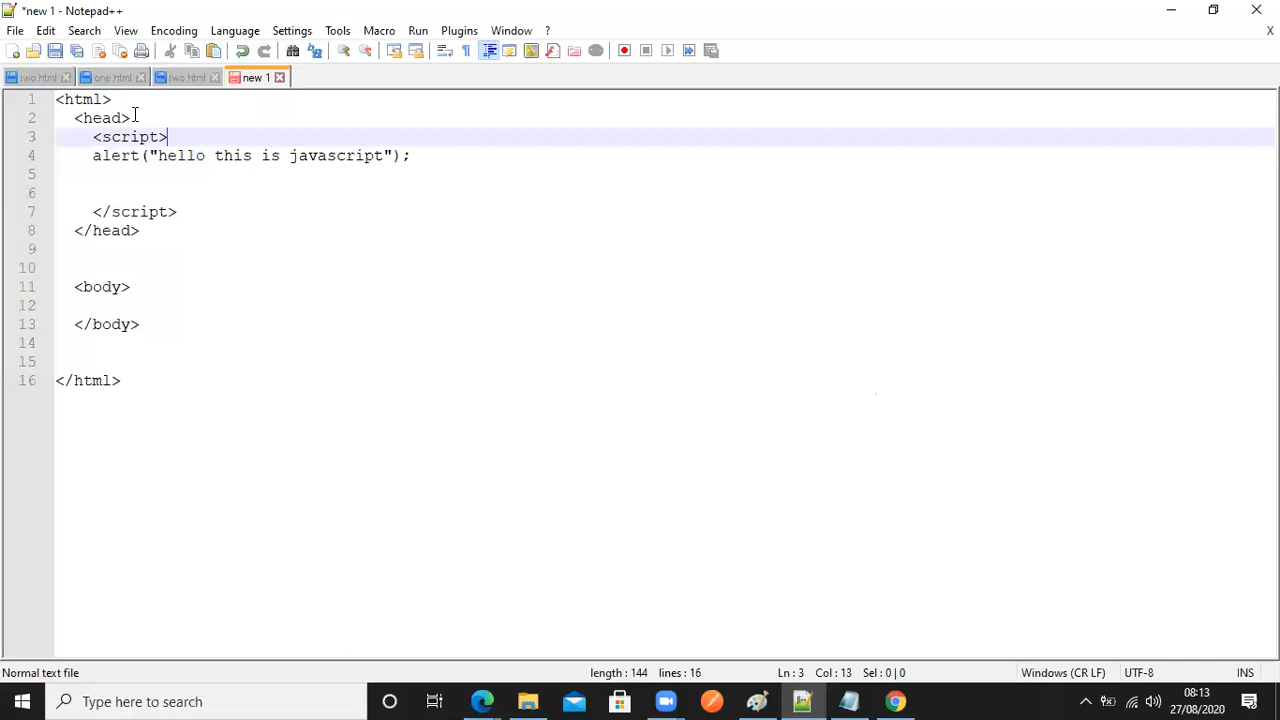 *new 1 - Notepad++
File Edit Search View Encoding Language Settings Tools Macro Run Plugins Window ? X
two.html one.html two.html new 1
1 <html>
2 <head>
3 <script>
4 alert("hello this is javascript");
5
6
7 </script>
8 </head>
9
10
11 <body>
12
13 </body>
14
15
16 </html>
Normal text file length : 144 lines : 16 Ln : 3 Col : 13 Sel : 0 | 0 Windows (CR LF) UTF-8 INS
Type here to search
08:13
27/08/2020